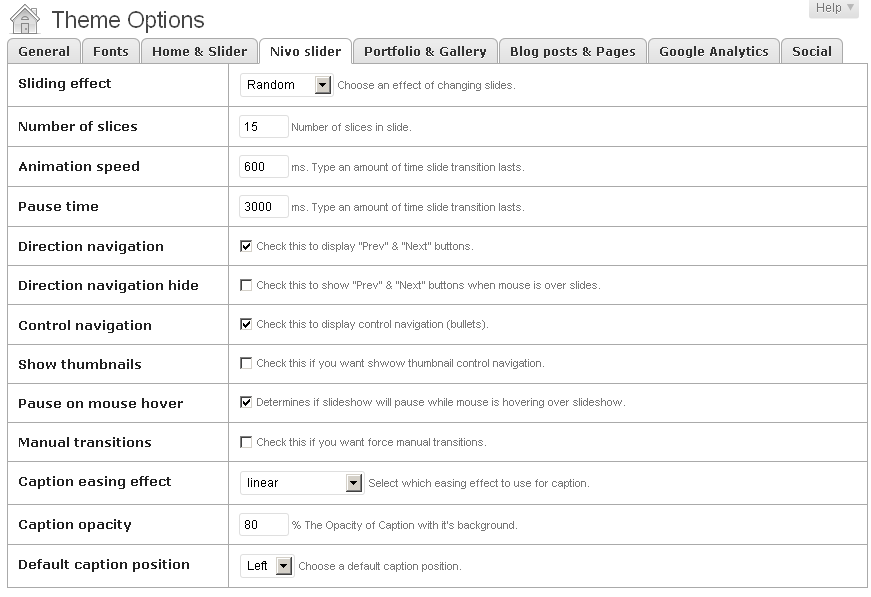 Help
Theme Options
General Fonts Home & Slider Nivo slider Portfolio & Gallery Blog posts & Pages Google Analytics Social
Sliding effect Random Choose an effect of changing slides.
Number of slices 15 Number of slices in slide.
Animation speed 600 ms. Type an amount of time slide transition lasts.
Pause time 3000 ms. Type an amount of time slide transition lasts.
Direction navigation Check this to display "Prev" & "Next" buttons.
Direction navigation hide Check this to show "Prev" & "Next" buttons when mouse is over slides.
Control navigation Check this to display control navigation (bullets).
Show thumbnails Check this if you want shwow thumbnail control navigation.
Pause on mouse hover Determines if slideshow will pause while mouse is hovering over slideshow.
Manual transitions Check this if you want force manual transitions.
Caption easing effect linear Select which easing effect to use for caption.
Caption opacity 80 % The Opacity of Caption with it's background.
Default caption position Left Choose a default caption position.